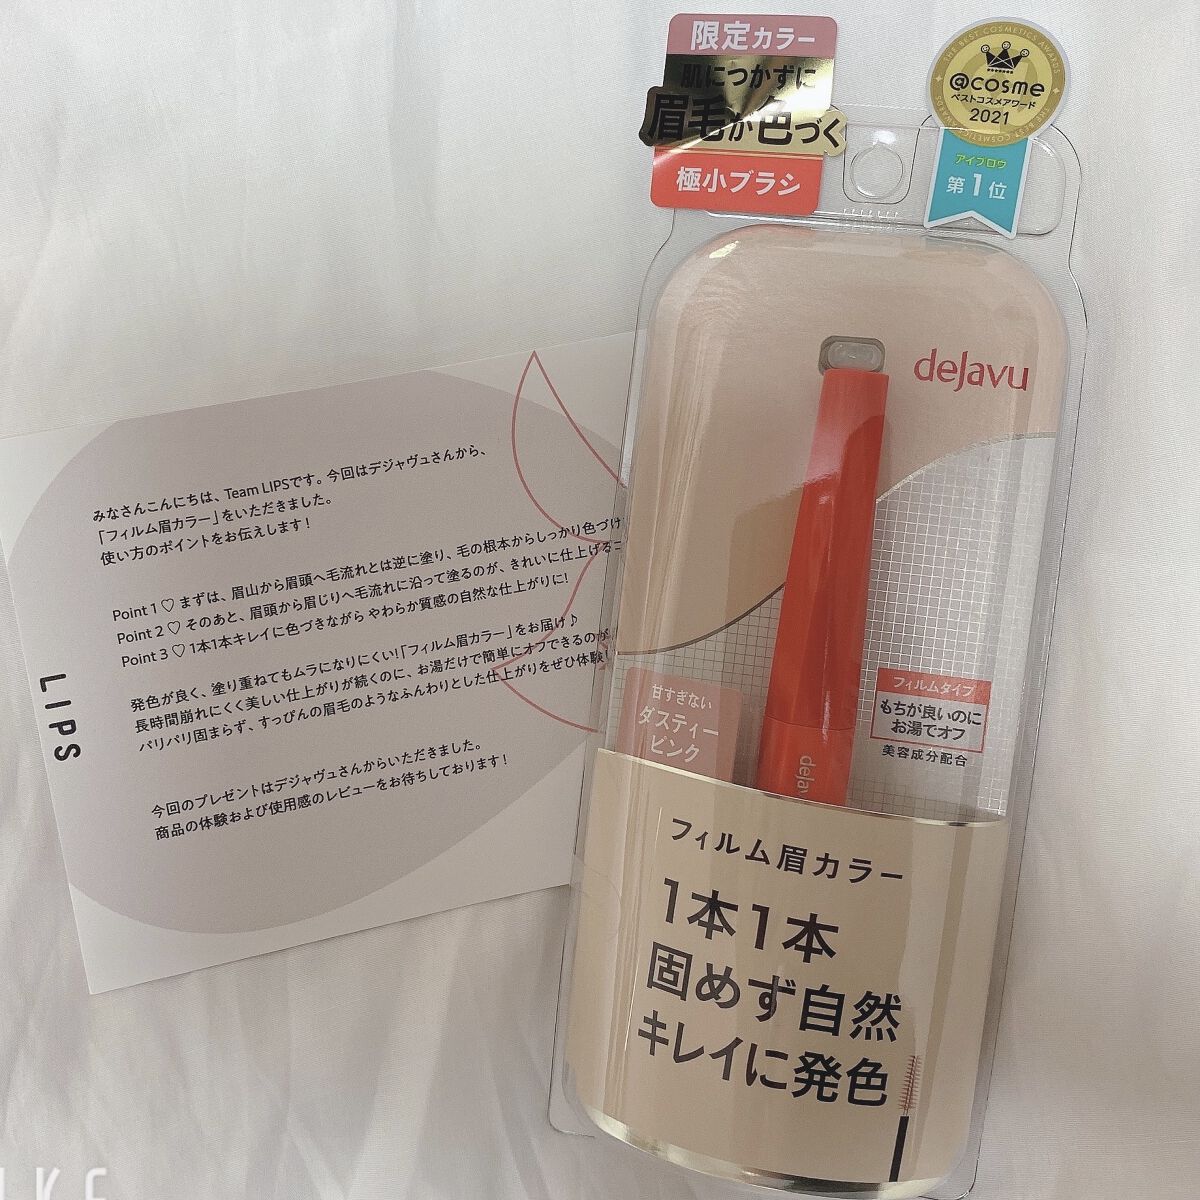 限定カラー
肌につかずに
眉毛が色づく
極小ブラシ
THE BEST COSMETICS AWARDS
@cosme
ベストコスメアワード
2021
アイブロウ
第1位
dejavu
みなさんこんにちは、Team LIPSです。今回はデジャヴュさんから、
「フィルム眉カラー」をいただきました。
使い方のポイントをお伝えします！
Point 1 ♡ まずは、眉山から眉頭へ毛流れとは逆に塗り、毛の根本からしっかり色づけ
Point 2 ♡ そのあと、眉頭から眉じりへ毛流れに沿って塗るのが、きれいに仕上げるコ
Point 3 ♡ 1本1本キレイに色づきながら やわらか質感の自然な仕上がりに!
発色が良く、塗り重ねてもムラになりにくい!「フィルム眉カラー」をお届け♪
長時間崩れにくく美しい仕上がりが続くのに、お湯だけで簡単にオフできるのが
パリパリ固まらず、すっぴんの眉毛のようなふんわりとした仕上がりをぜひ体験!
今回のプレゼントはデジャヴュさんからいただきました。
商品の体験および使用感のレビューをお待ちしております！
LIPS
甘すぎない
ダスティー
ピンク
フィルムタイプ
もちが良いのに
お湯でオフ
美容成分配合
dejav
フィルム眉カラー
1本1本
固めず自然
キレイに発色